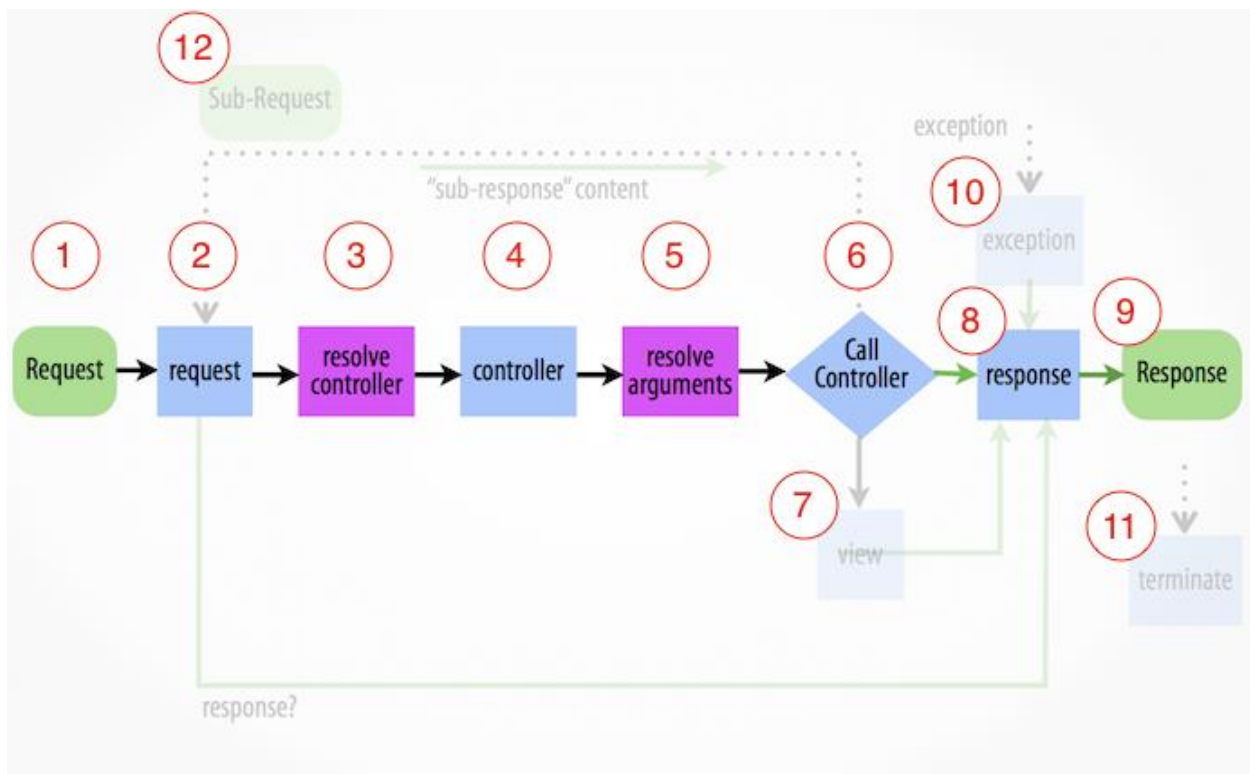 12
Sub-Request
exception
10
"sub-response" content
1
2
3
4
5
6
exception
8
9
Request
request
resolve
controller
controller
resolve
arguments
Call
Controller
response
Response
7
view
11
terminate
response?